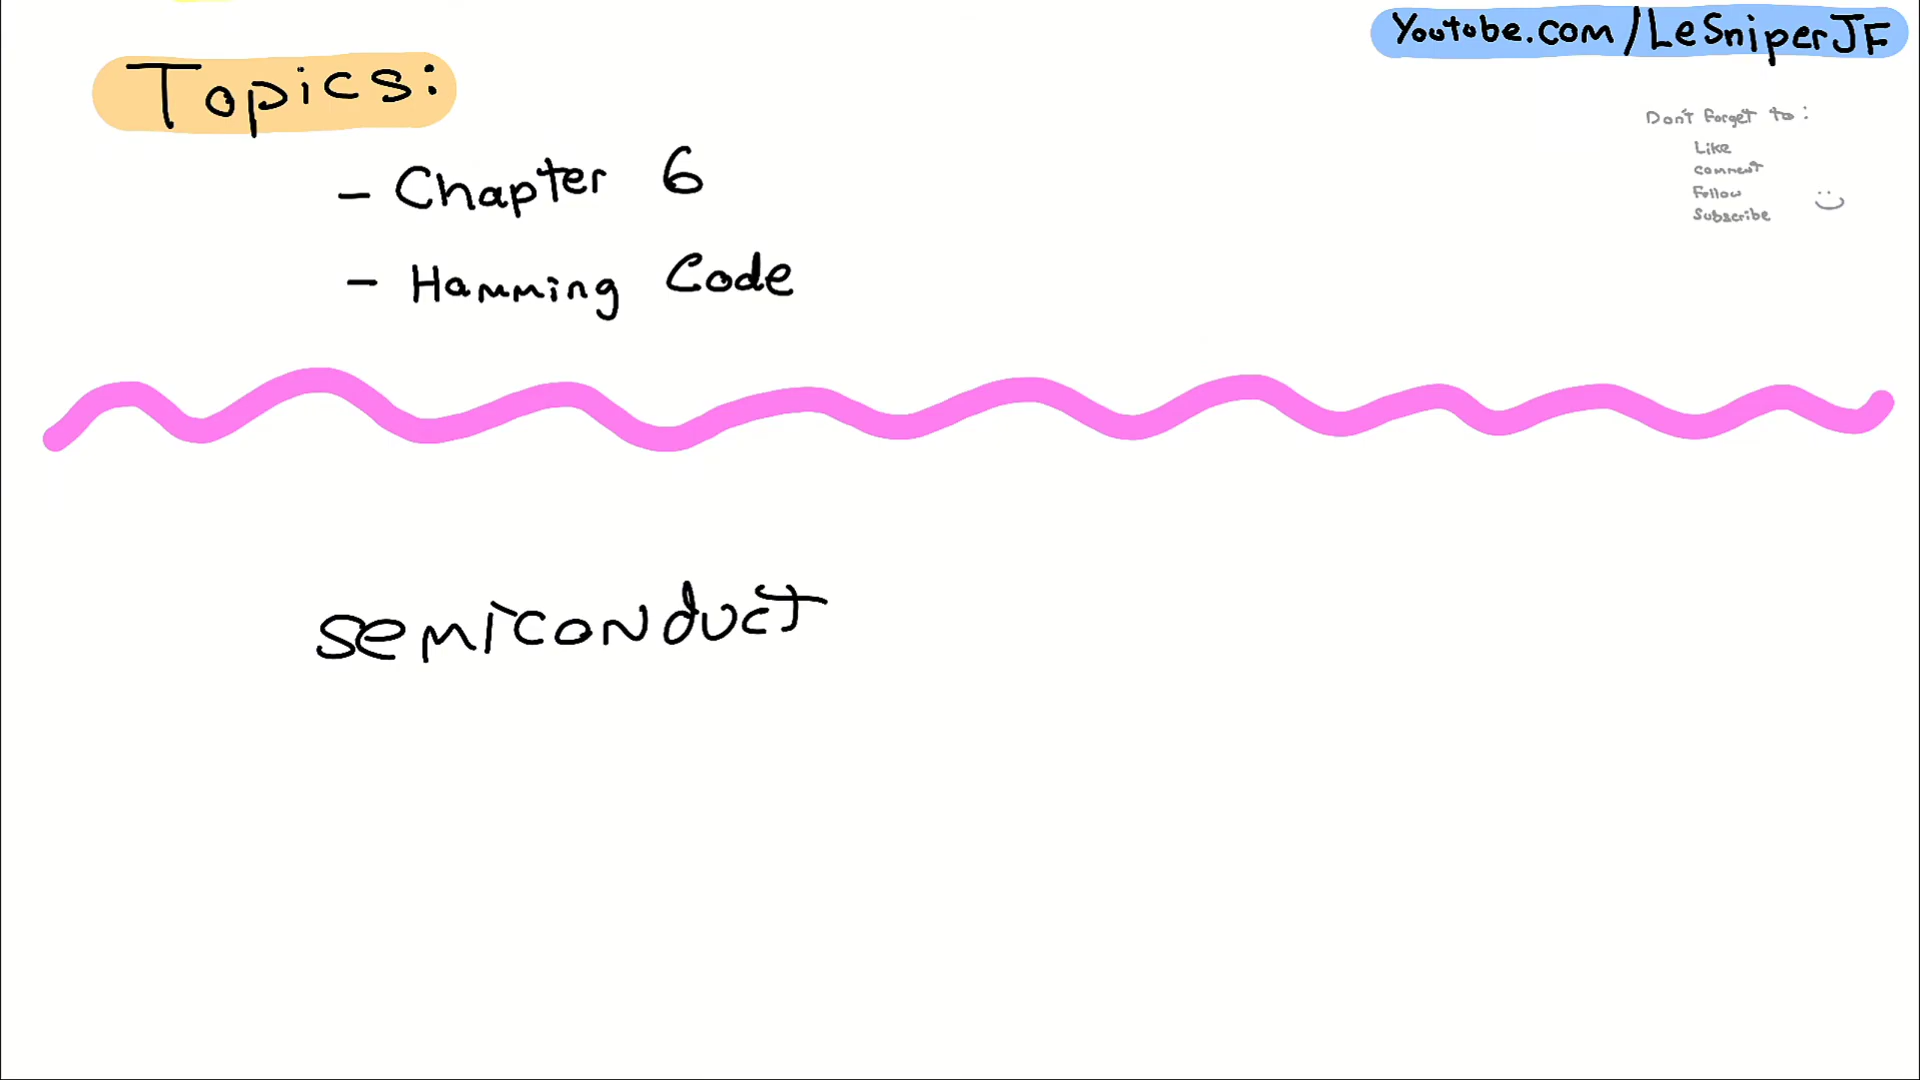 Youtube.com/LeSniperJF
Topics:
Don't forget to:
Like
comment
Follow
Subscribe
- Chapter 6
- Hamming Code
semiconduct